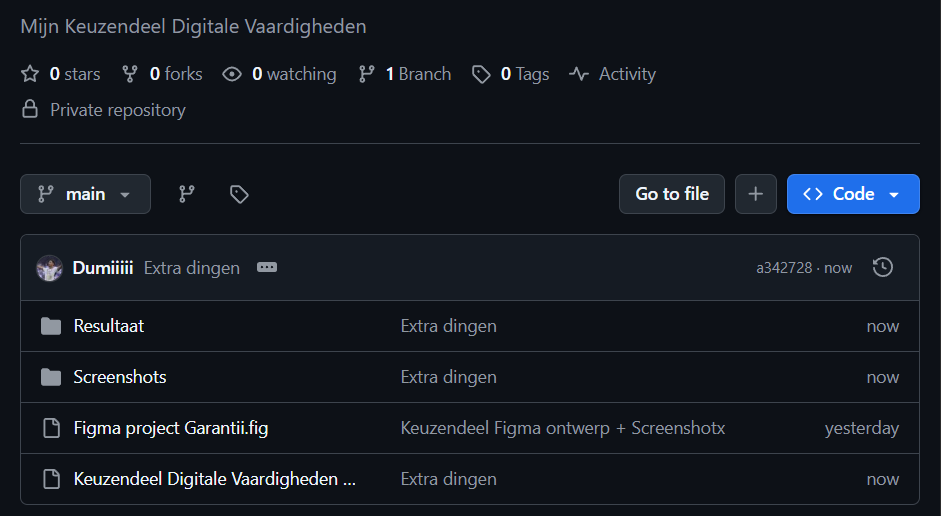 Mijn Keuzendeel Digitale Vaardigheden
0 stars 0 forks 0 watching 1 Branch 0 Tags Activity
Private repository
main Go to file Code
Dumiiiii Extra dingen a342728 · now
Resultaat Extra dingen now
Screenshots Extra dingen now
Figma project Garantii.fig Keuzendeel Figma ontwerp + Screenshotx yesterday
Keuzendeel Digitale Vaardigheden ... Extra dingen now